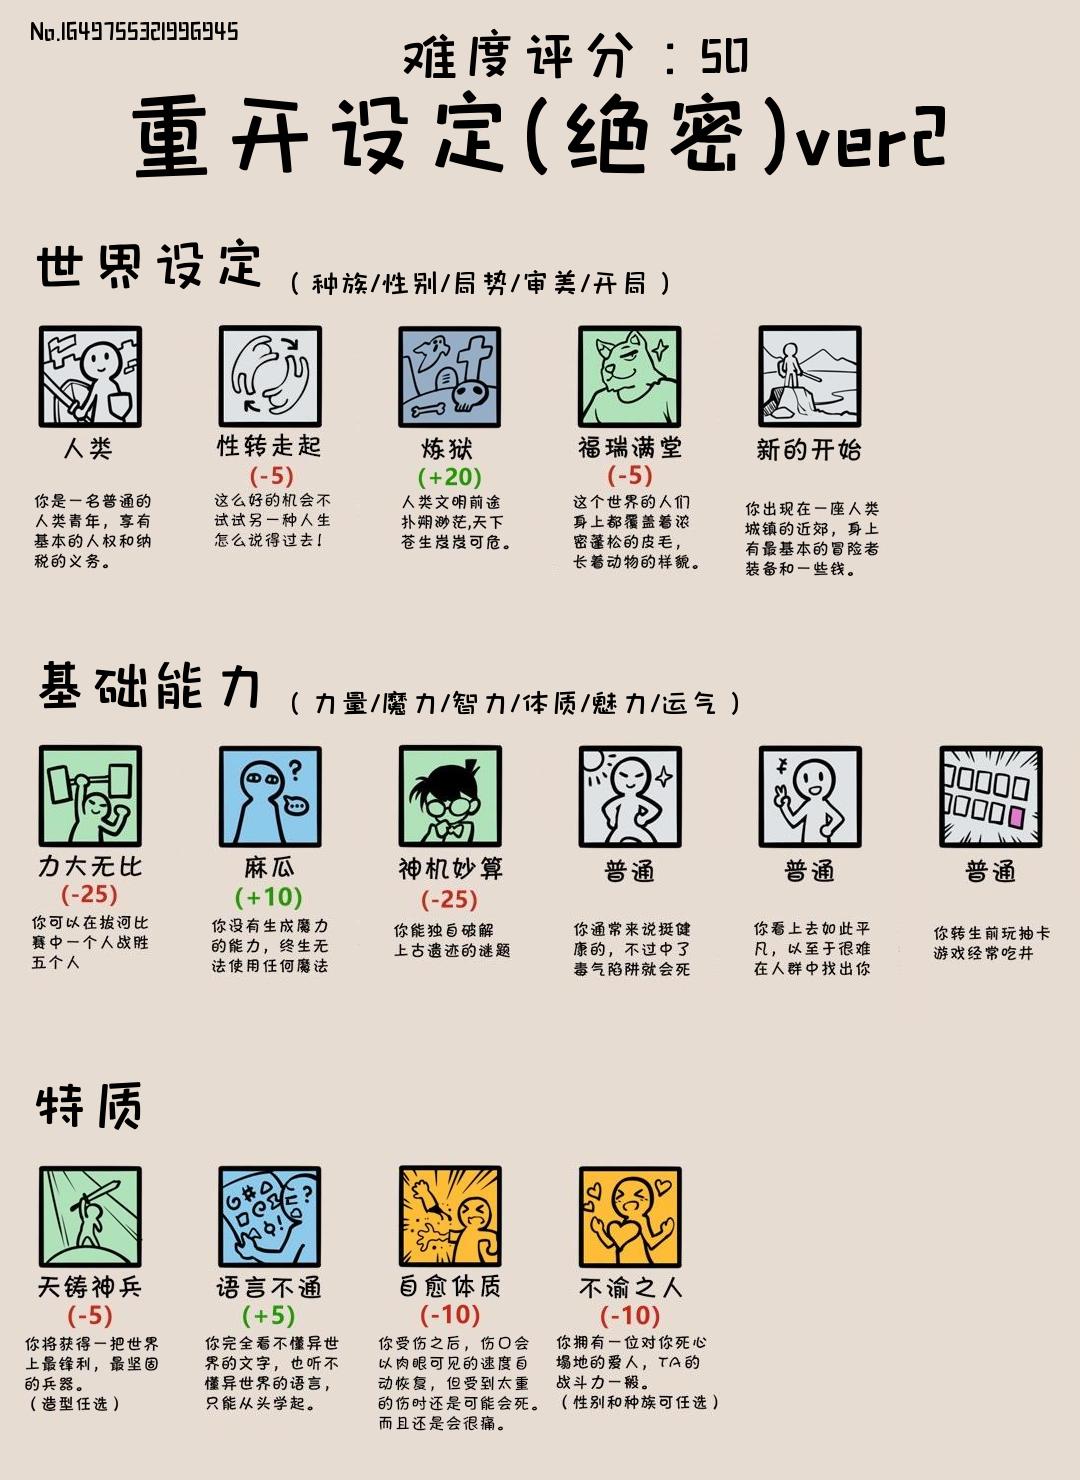 No.1649755321996945
难度评分：50
重开设定(绝密)ver2
世界设定 (种族/性别/局势/审美/开局)
人类
你是一名普通的
人类青年，享有
基本的人权和纳
税的义务。
性转走起
(-5)
这么好的机会不
试试另一种人生
怎么说得过去！
炼狱
(+20)
人类文明前途
扑朔渺茫,天下
苍生岌岌可危。
福瑞满堂
(-5)
这个世界的人们
身上都覆盖着浓
密蓬松的皮毛，
长着动物的样貌。
新的开始
你出现在一座人类
城镇的近郊，身上
有最基本的冒险者
装备和一些钱。
基础能力 (力量/魔力/智力/体质/魅力/运气)
力大无比
(-25)
你可以在拔河比
赛中一个人战胜
五个人
麻瓜
(+10)
你没有生成魔力
的能力，终生无
法使用任何魔法
神机妙算
(-25)
你能独自破解
上古遗迹的谜题
普通
你通常来说挺健
康的，不过中了
毒气陷阱就会死
普通
你看上去如此平
凡，以至于很难
在人群中找出你
普通
你转生前玩抽卡
游戏经常吃井
特质
天铸神兵
(-5)
你将获得一把世界
上最锋利，最坚固
的兵器。
(造型任选)
语言不通
(+5)
你完全看不懂异世
界的文字，也听不
懂异世界的语言，
只能从头学起。
自愈体质
(-10)
你受伤之后，伤口会
以肉眼可见的速度自
动恢复，但受到太重
的伤时还是可能会死。
而且还是会很痛。
不渝之人
(-10)
你拥有一位对你死心
塌地的爱人，TA的
战斗力一般。
(性别和种族可任选)